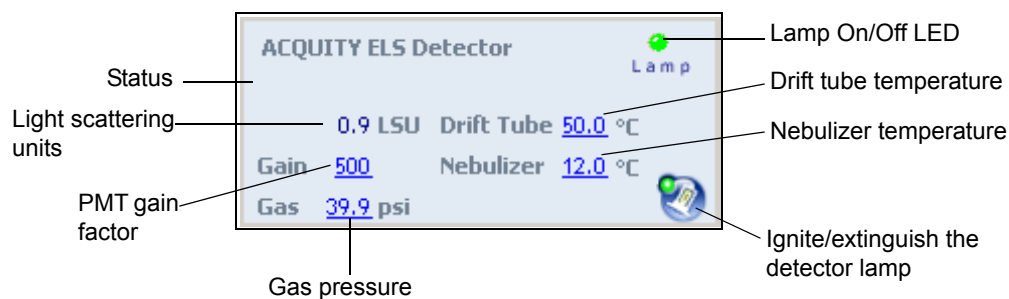 ACQUITY ELS Detector
Lamp
Lamp On/Off LED
Status
Drift tube temperature
Light scattering
units
0.9 LSU Drift Tube 50.0 °C
Nebulizer temperature
Gain 500 Nebulizer 12.0 °C
PMT gain
factor
Gas 39.9 psi
Ignite/extinguish the
detector lamp
Gas pressure